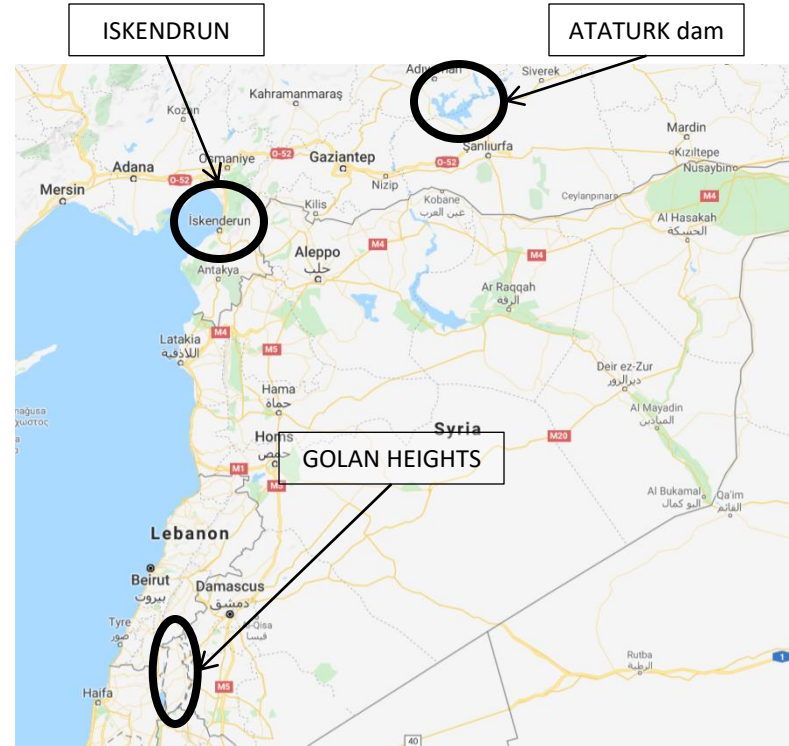 ISKENDRUN
ATATURK dam
Siverek
Kahramanmaraş
Mardin
O-52
Osmaniye
Gaziantep
O-52
Şanlıurfa
Kızıltepe
Adana
O-52
Nizip
Nusaybin
Mersin
Kilis
Kobane
عين العرب
Ceylanpınar
M4
İskenderun
Al Hasakah
الحسكة
Aleppo
حلب
M4
M4
Antakya
Ar Raqqah
الرقة
Latakia
اللاذقية
M4
M5
Deir ez-Zur
ديرالزور
Hama
حماة
Al Mayadin
الميادين
mağusa
χωστος
Homs
حمص
Syria
M20
GOLAN HEIGHTS
M1
M5
Al Bukamal
البو كمال
Qa'im
القائم
Lebanon
Beirut
بيروت
Damascus
دمشق
Tyre
صور
Al-Qisa
قيسا
Rutba
الرطبة
1
Haifa
M5
40